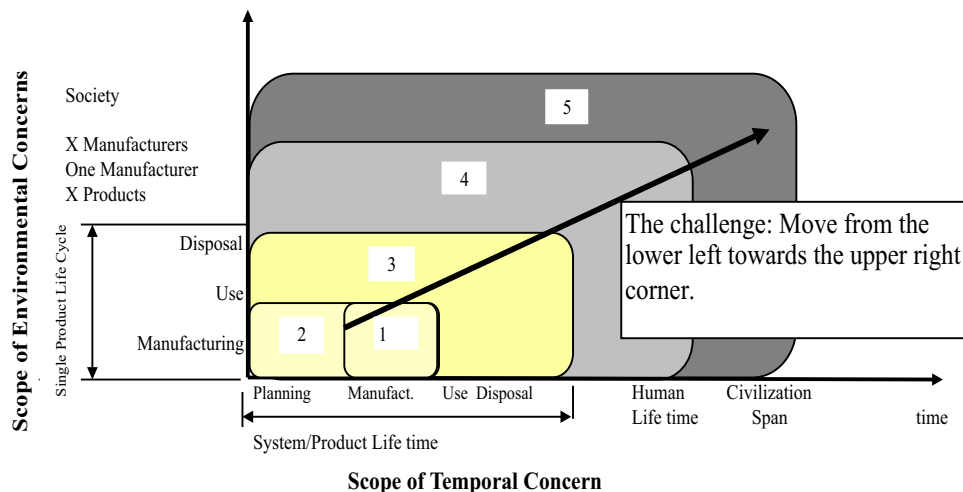 Scope of Environmental Concerns
Single Product Life Cycle
Society
X Manufacturers
One Manufacturer
X Products
Disposal
Use
Manufacturing
5
4
3
2
1
The challenge: Move from the
lower left towards the upper right
corner.
Planning
Manufact.
Use Disposal
Human
Life time
Civilization
Span
time
System/Product Life time
Scope of Temporal Concern